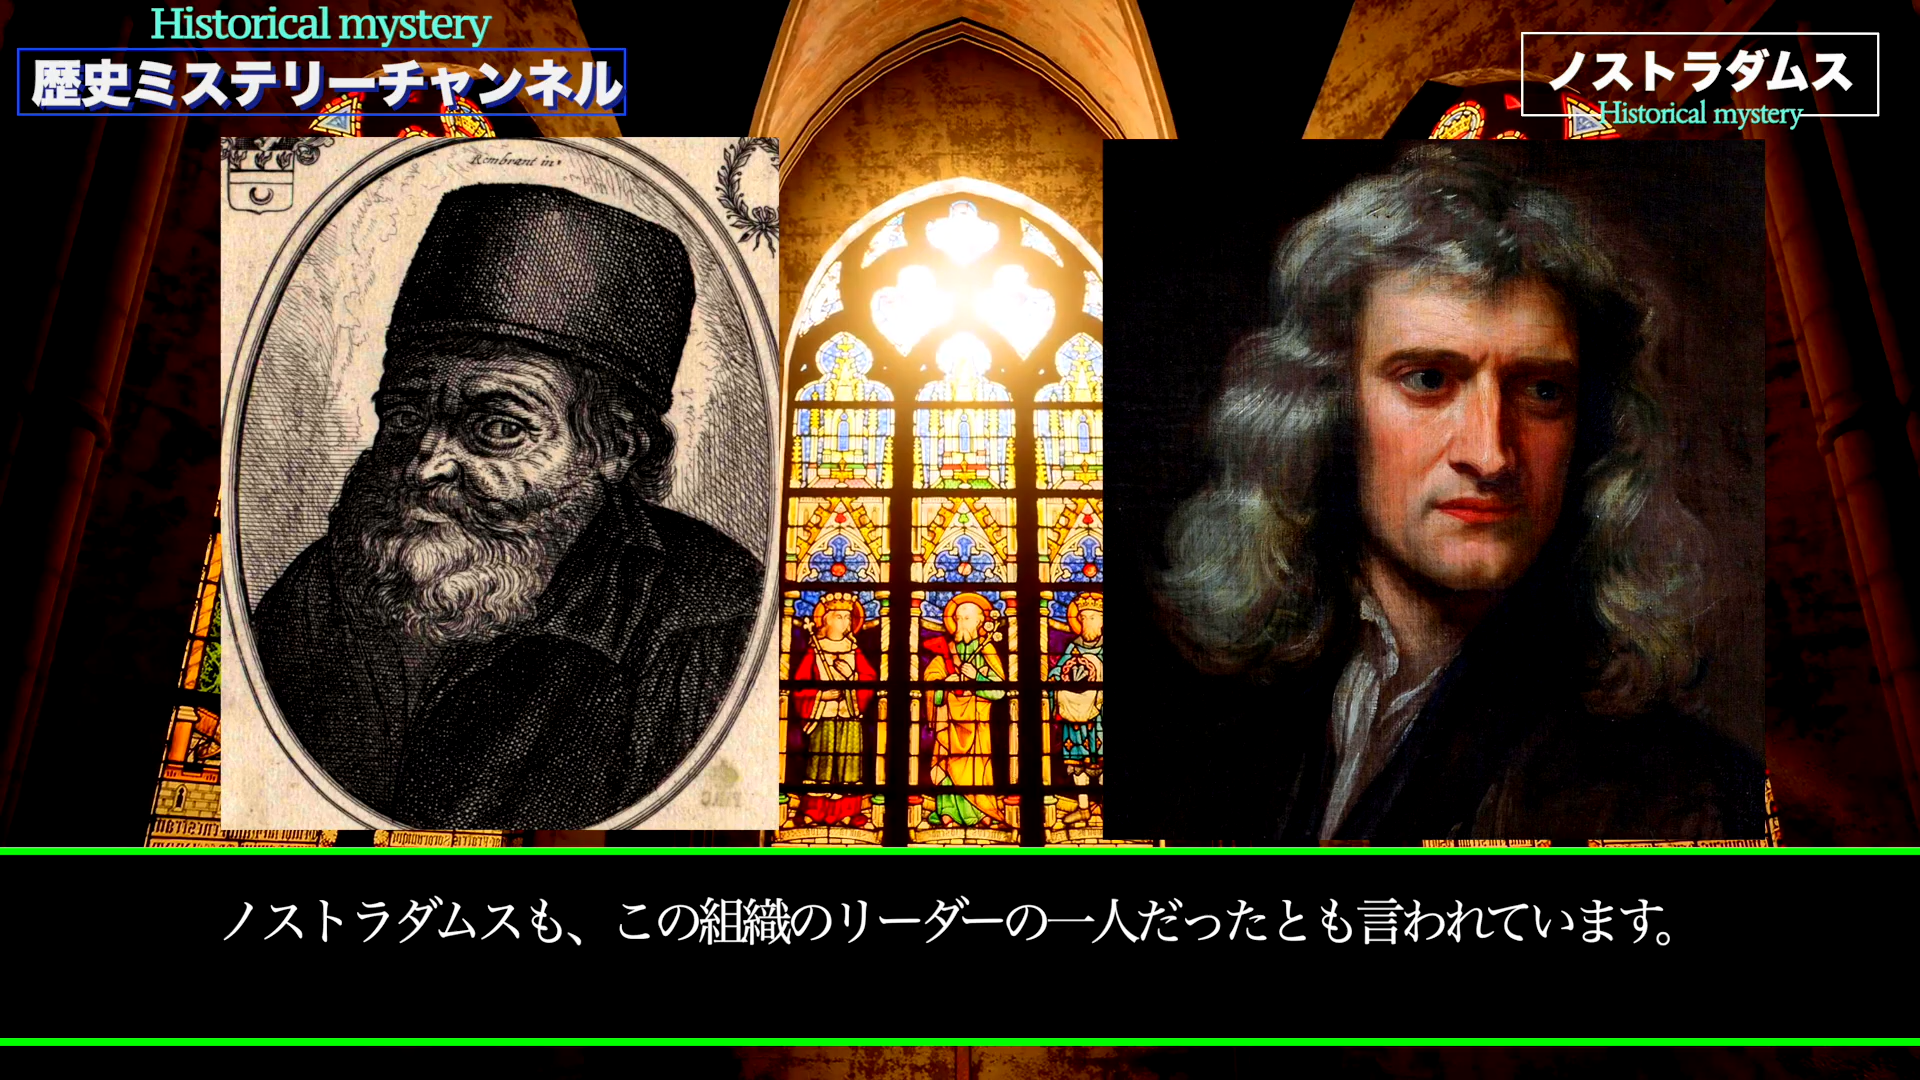 Historical mystery
歴史ミステリーチャンネル
ノストラダムス
Historical mystery
Rembrant in.
ノストラダムスも、この組織のリーダーの一人だったとも言われています。